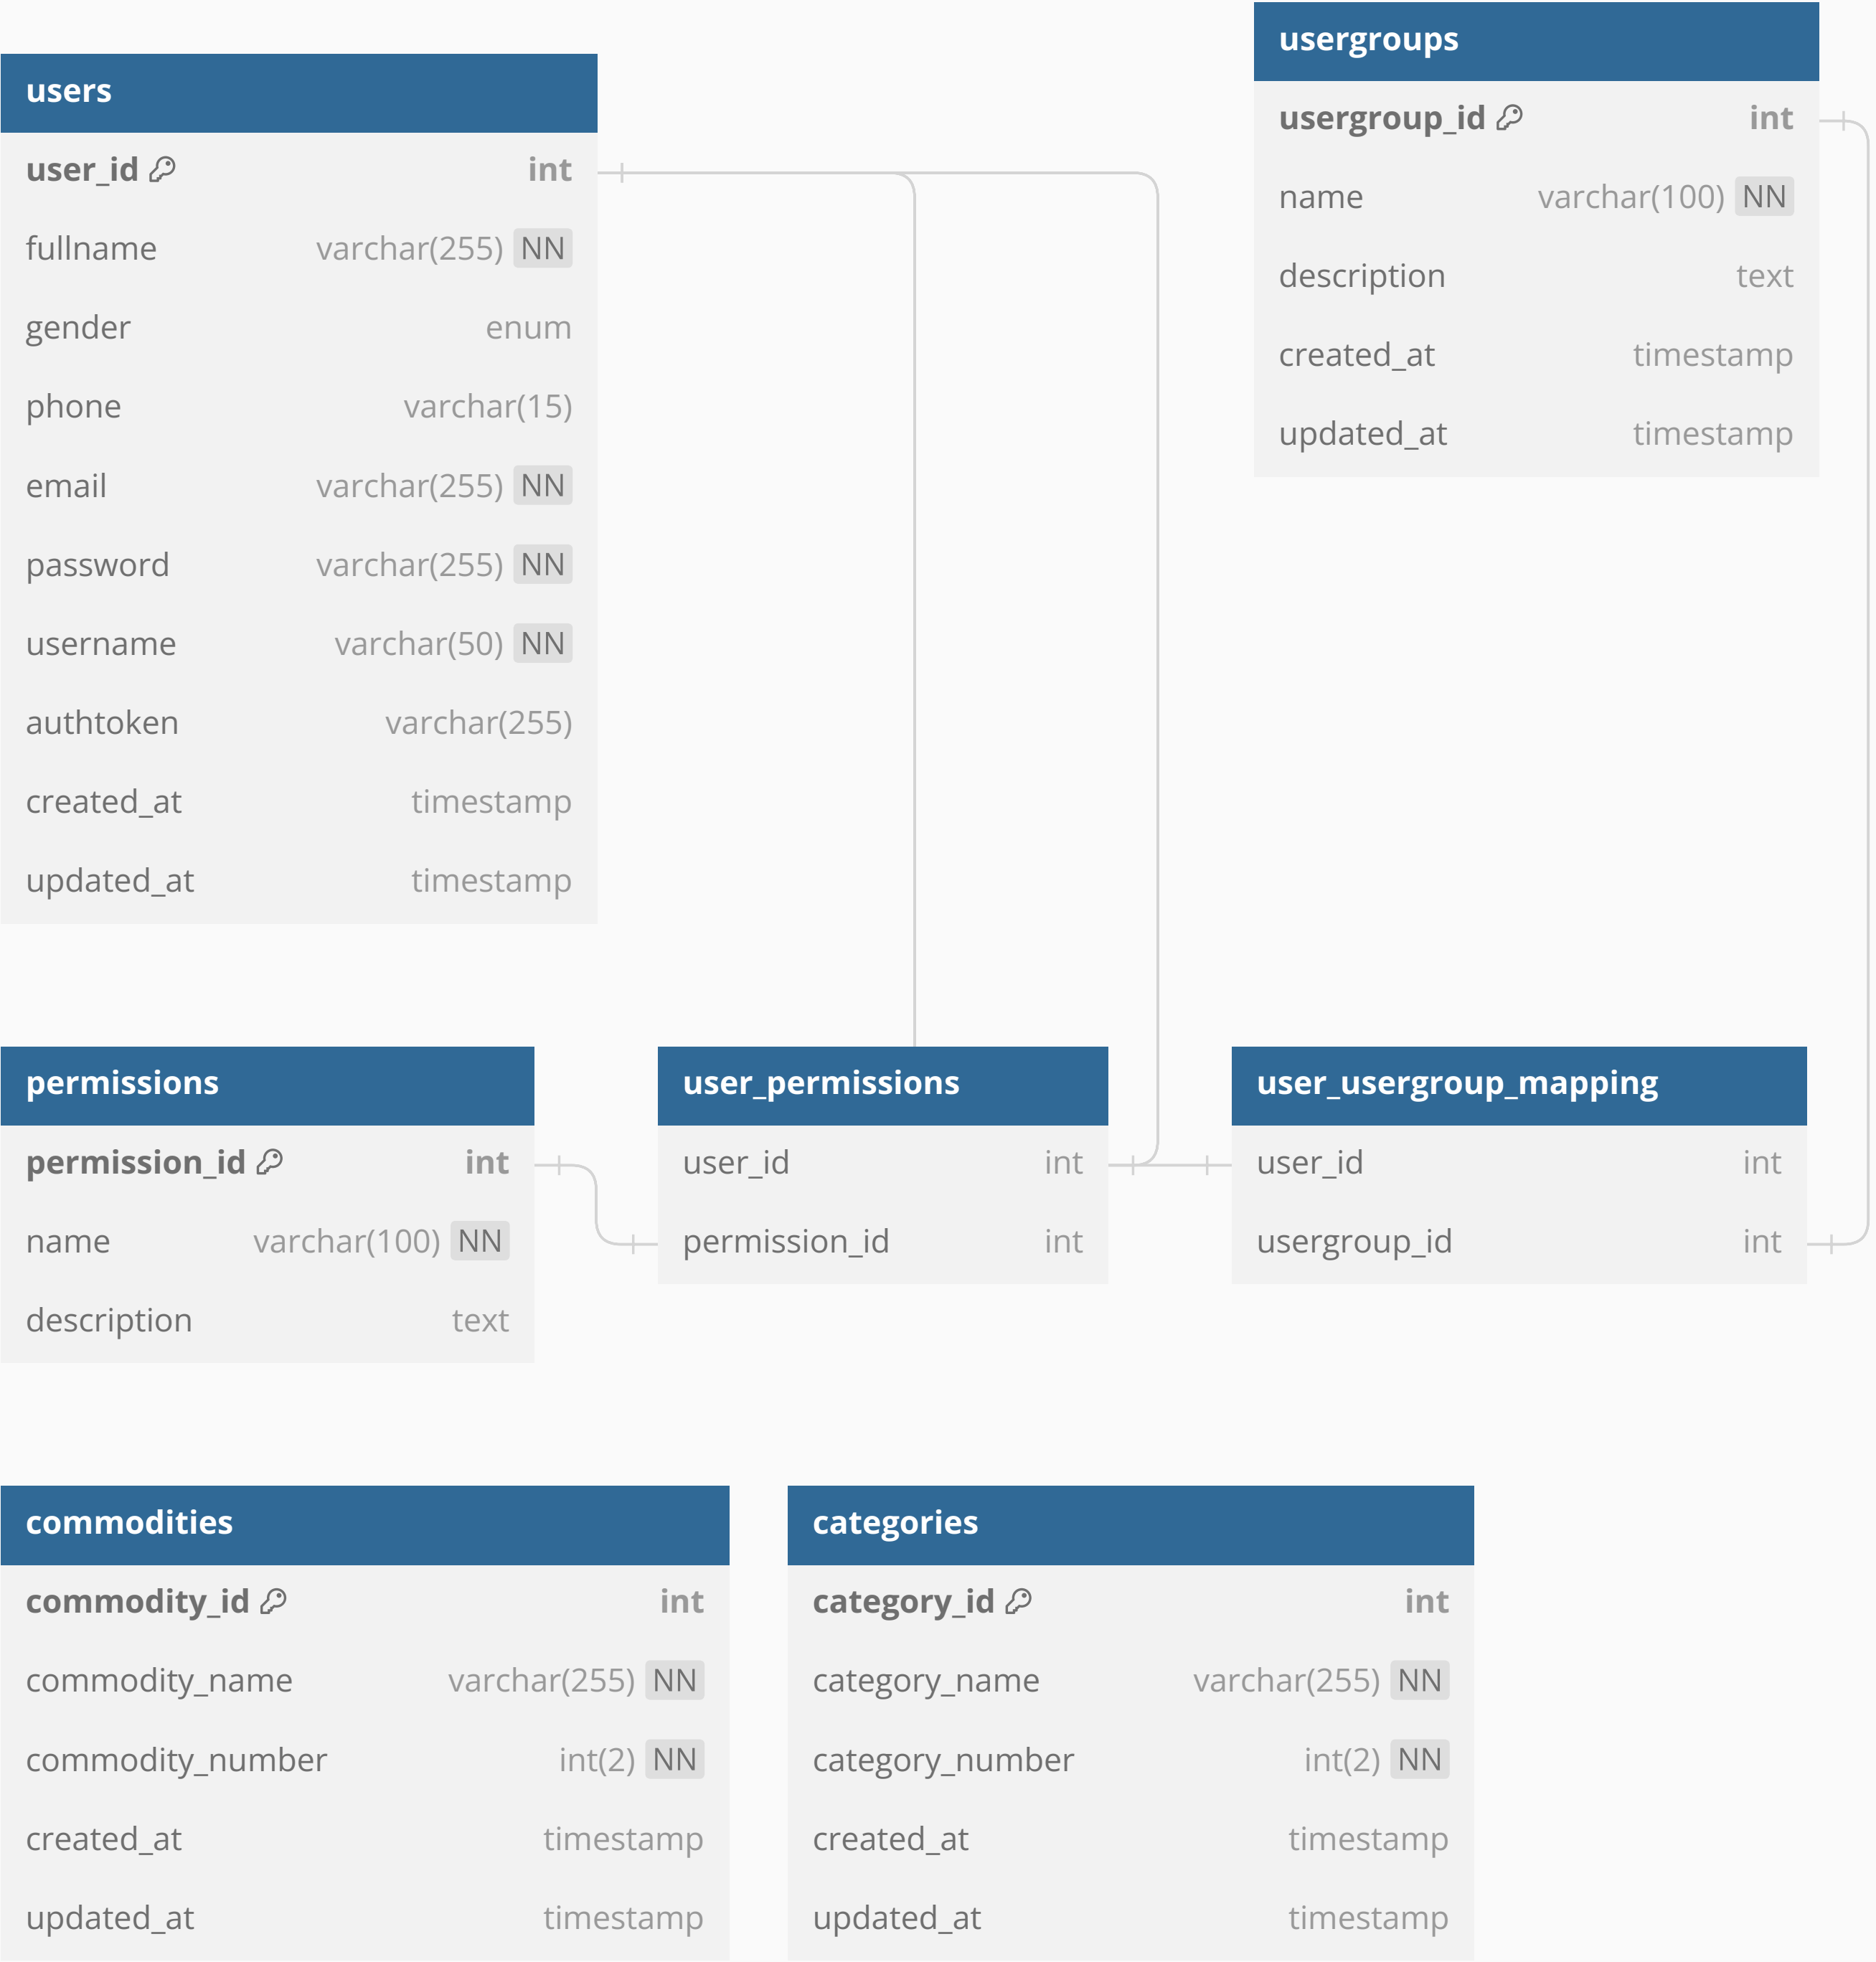 users
user_id int
fullname varchar(255) NN
gender enum
phone varchar(15)
email varchar(255) NN
password varchar(255) NN
username varchar(50) NN
authtoken varchar(255)
created_at timestamp
updated_at timestamp
usergroups
usergroup_id int
name varchar(100) NN
description text
created_at timestamp
updated_at timestamp
permissions
permission_id int
name varchar(100) NN
description text
user_permissions
user_id int
permission_id int
user_usergroup_mapping
user_id int
usergroup_id int
commodities
commodity_id int
commodity_name varchar(255) NN
commodity_number int(2) NN
created_at timestamp
updated_at timestamp
categories
category_id int
category_name varchar(255) NN
category_number int(2) NN
created_at timestamp
updated_at timestamp